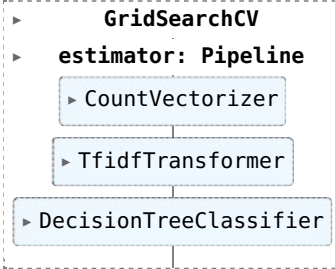 ▸ GridSearchCV
▸ estimator: Pipeline
▸ CountVectorizer
▸ TfidfTransformer
▸ DecisionTreeClassifier